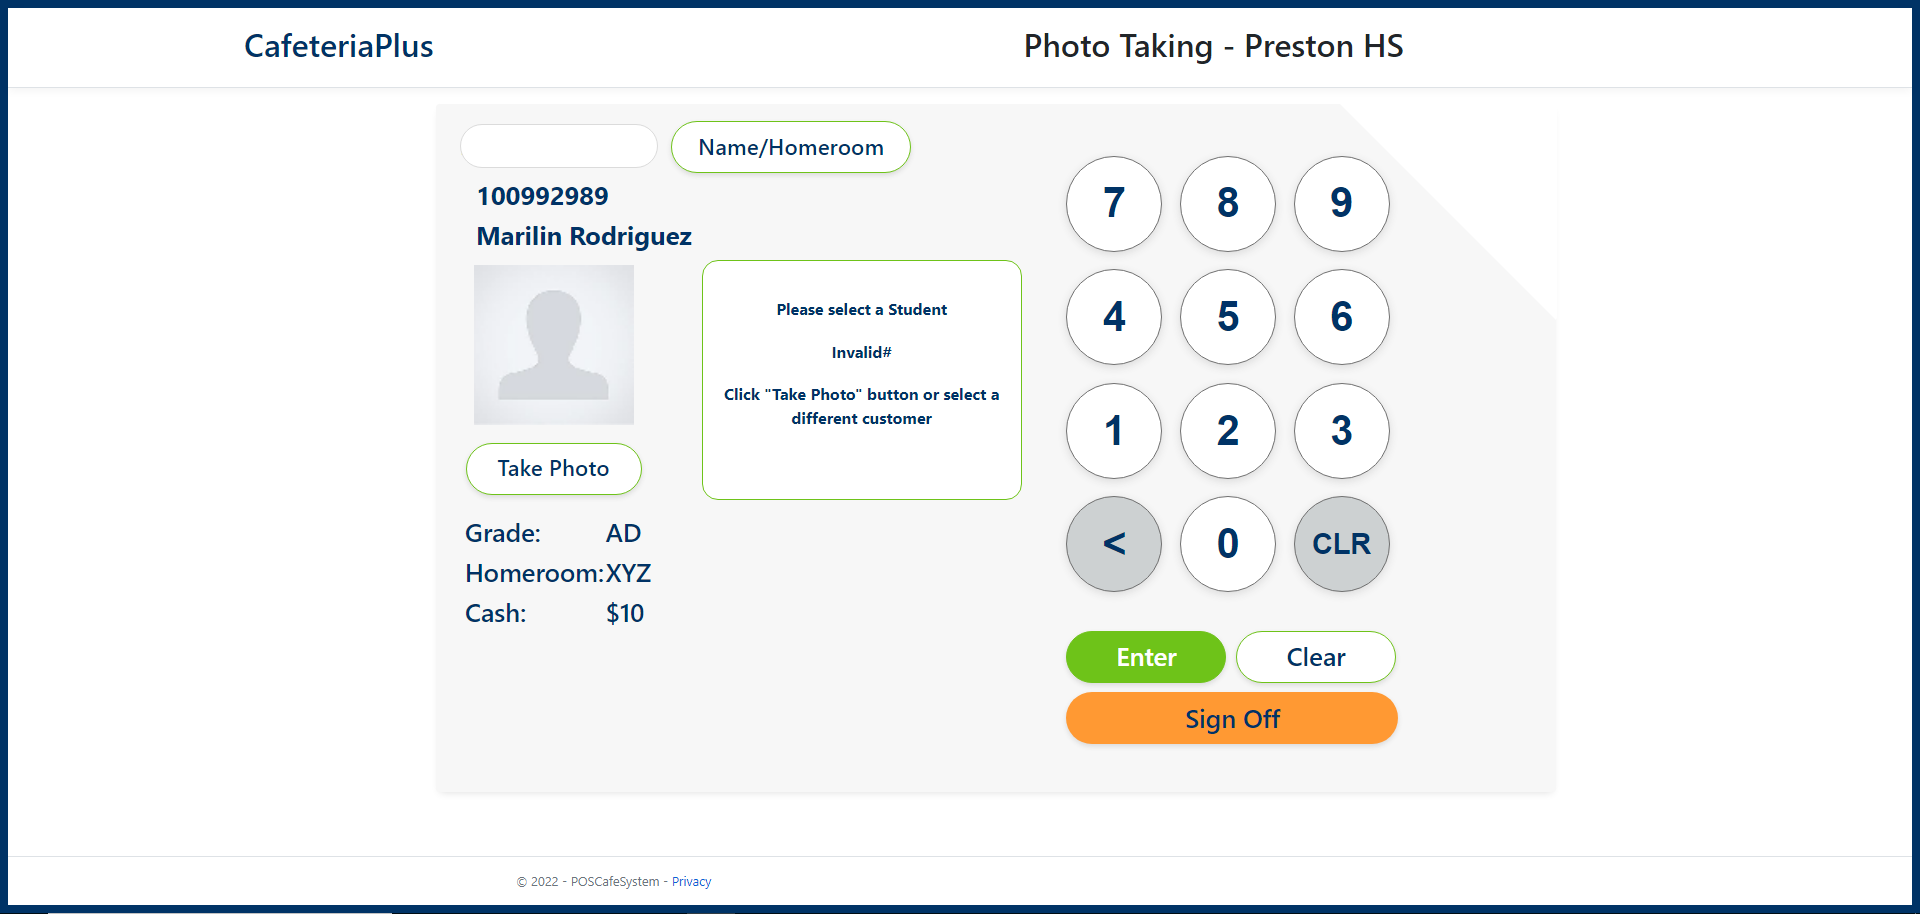 CafeteriaPlus
Photo Taking - Preston HS
Name/Homeroom
100992989
Marilin Rodriguez
Please select a Student
Invalid#
Click "Take Photo" button or select a
different customer
Take Photo
Grade: AD
Homeroom: XYZ
Cash: $10
7 8 9
4 5 6
1 2 3
< 0 CLR
Enter Clear
Sign Off
© 2022 - POSCafeSystem - Privacy